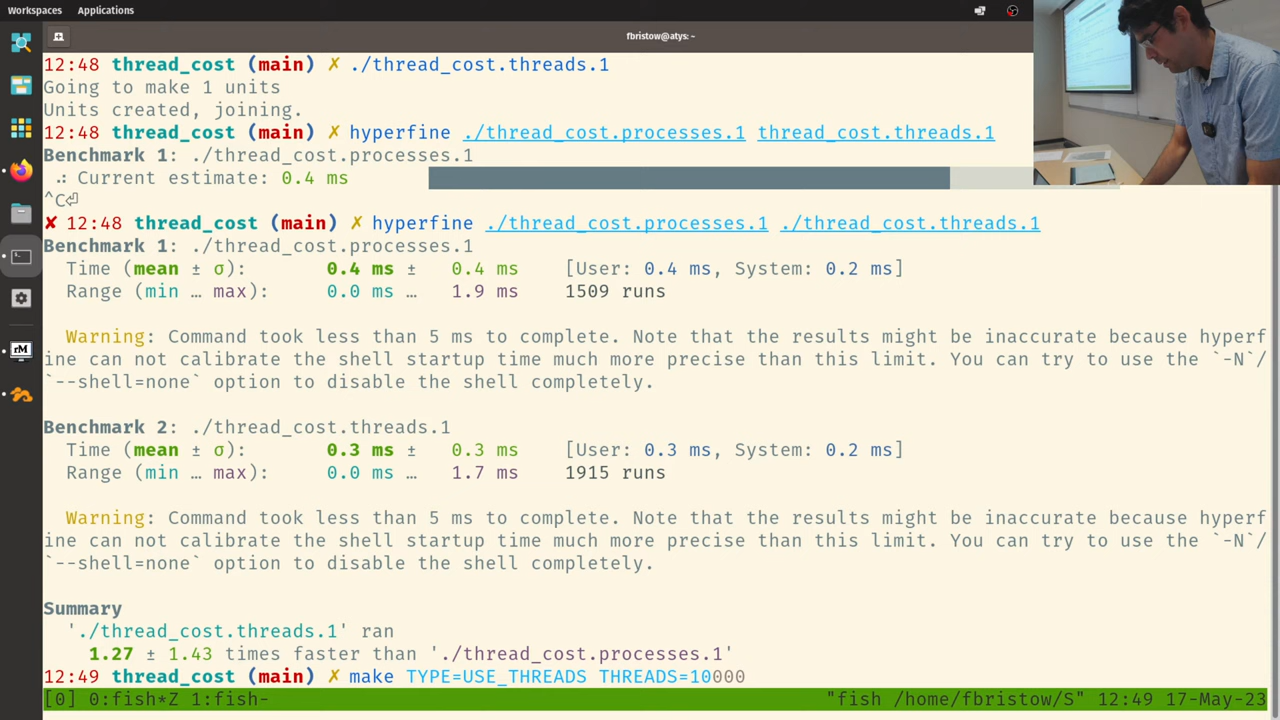 Workspaces Applications
fbristow@atys: ~
12:48 thread_cost (main) ✗ ./thread_cost.threads.1
Going to make 1 units
Units created, joining.
12:48 thread_cost (main) ✗ hyperfine ./thread_cost.processes.1 thread_cost.threads.1
Benchmark 1: ./thread_cost.processes.1
⠴ Current estimate: 0.4 ms
^C⏎
✘ 12:48 thread_cost (main) ✗ hyperfine ./thread_cost.processes.1 ./thread_cost.threads.1
Benchmark 1: ./thread_cost.processes.1
Time (mean ± σ): 0.4 ms ± 0.4 ms [User: 0.4 ms, System: 0.2 ms]
Range (min … max): 0.0 ms … 1.9 ms 1509 runs
Warning: Command took less than 5 ms to complete. Note that the results might be inaccurate because hyperf
ine can not calibrate the shell startup time much more precise than this limit. You can try to use the `-N`/
`--shell=none` option to disable the shell completely.
Benchmark 2: ./thread_cost.threads.1
Time (mean ± σ): 0.3 ms ± 0.3 ms [User: 0.3 ms, System: 0.2 ms]
Range (min … max): 0.0 ms … 1.7 ms 1915 runs
Warning: Command took less than 5 ms to complete. Note that the results might be inaccurate because hyperf
ine can not calibrate the shell startup time much more precise than this limit. You can try to use the `-N`/
`--shell=none` option to disable the shell completely.
Summary
'./thread_cost.threads.1' ran
1.27 ± 1.43 times faster than './thread_cost.processes.1'
12:49 thread_cost (main) ✗ make TYPE=USE_THREADS THREADS=10000
[0] 0:fish*Z 1:fish- "fish /home/fbristow/S" 12:49 17-May-23